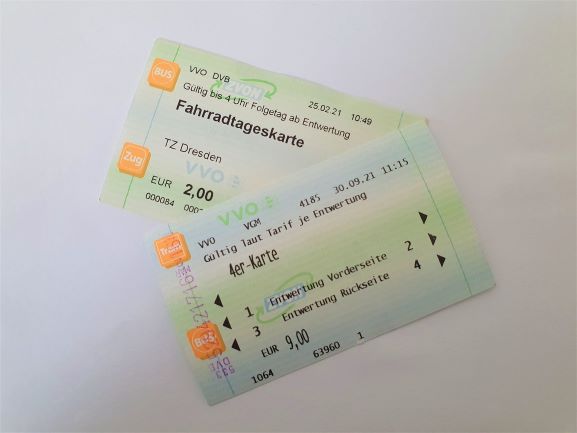 BUS
VVO DVB
ZVON
Gültig bis 4 Uhr Folgetag ab Entwertung
25.02.21 10:49
Fahrradtageskarte
Zug
TZ Dresden
VVO
EUR 2,00
000084
VVO
VVO VGM 4185 30.09.21 11:15
Gültig laut Tarif je Entwertung
4er-Karte
1 Entwertung Vorderseite 2
3 Entwertung Rückseite 4
BUS
EUR 9,00
1064 63960 1